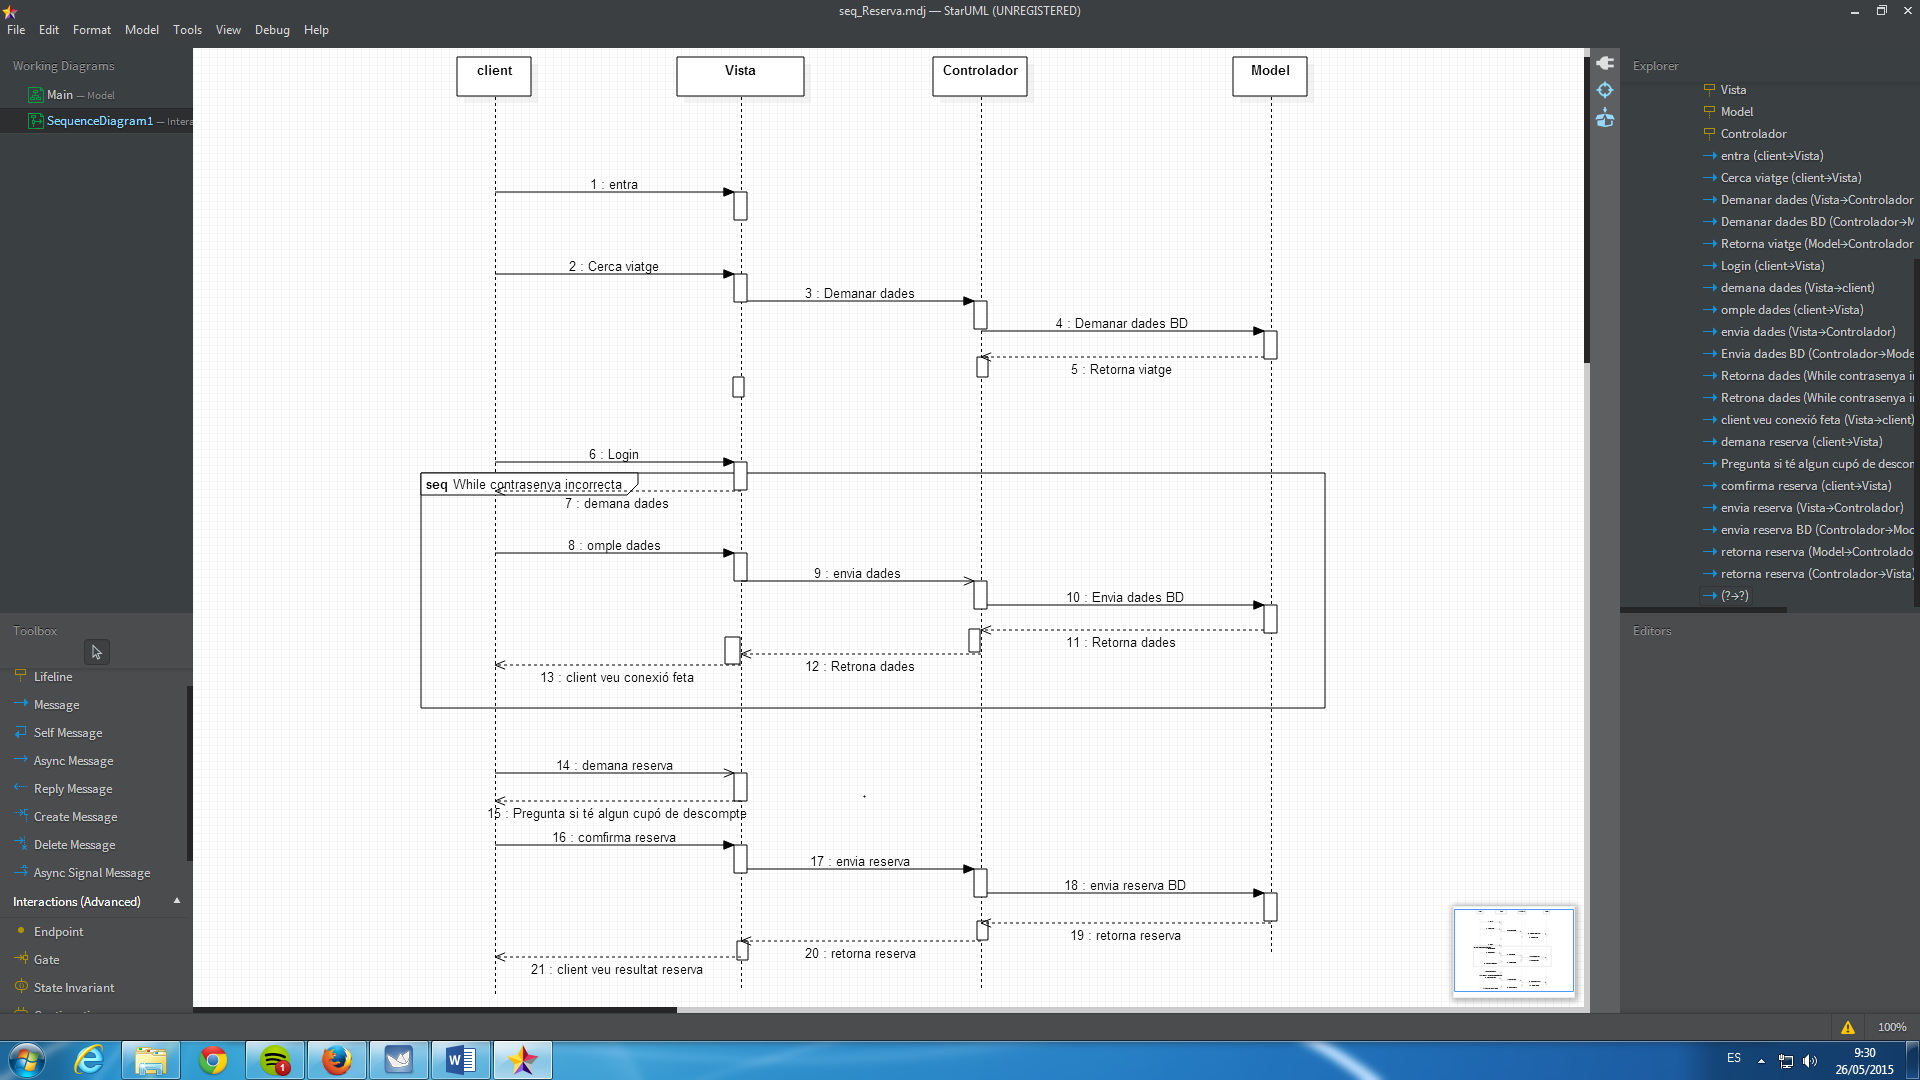 seq_Reserva.mdj — StarUML (UNREGISTERED)
File Edit Format Model Tools View Debug Help
Working Diagrams
Main — Model
SequenceDiagram1 — Intera
Toolbox
Lifeline
Message
Self Message
Async Message
Reply Message
Create Message
Delete Message
Async Signal Message
Interactions (Advanced)
Endpoint
Gate
State Invariant
client
Vista
Controlador
Model
1 : entra
2 : Cerca viatge
3 : Demanar dades
4 : Demanar dades BD
5 : Retorna viatge
6 : Login
seq While contrasenya incorrecta
7 : demana dades
8 : omple dades
9 : envia dades
10 : Envia dades BD
11 : Retorna dades
12 : Retrona dades
13 : client veu conexió feta
14 : demana reserva
15 : Pregunta si té algun cupó de descompte
16 : comfirma reserva
17 : envia reserva
18 : envia reserva BD
19 : retorna reserva
20 : retorna reserva
21 : client veu resultat reserva
Explorer
Vista
Model
Controlador
entra (client→Vista)
Cerca viatge (client→Vista)
Demanar dades (Vista→Controlador
Demanar dades BD (Controlador→M
Retorna viatge (Model→Controlador
Login (client→Vista)
demana dades (Vista→client)
omple dades (client→Vista)
envia dades (Vista→Controlador)
Envia dades BD (Controlador→Mode
Retorna dades (While contrasenya i
Retrona dades (While contrasenya i
client veu conexió feta (Vista→client)
demana reserva (client→Vista)
Pregunta si té algun cupó de descor
comfirma reserva (client→Vista)
envia reserva (Vista→Controlador)
envia reserva BD (Controlador→Moc
retorna reserva (Model→Controlado
retorna reserva (Controlador→Vista)
(?→?)
Editors
100%
1
W
ES
9:30
26/05/2015